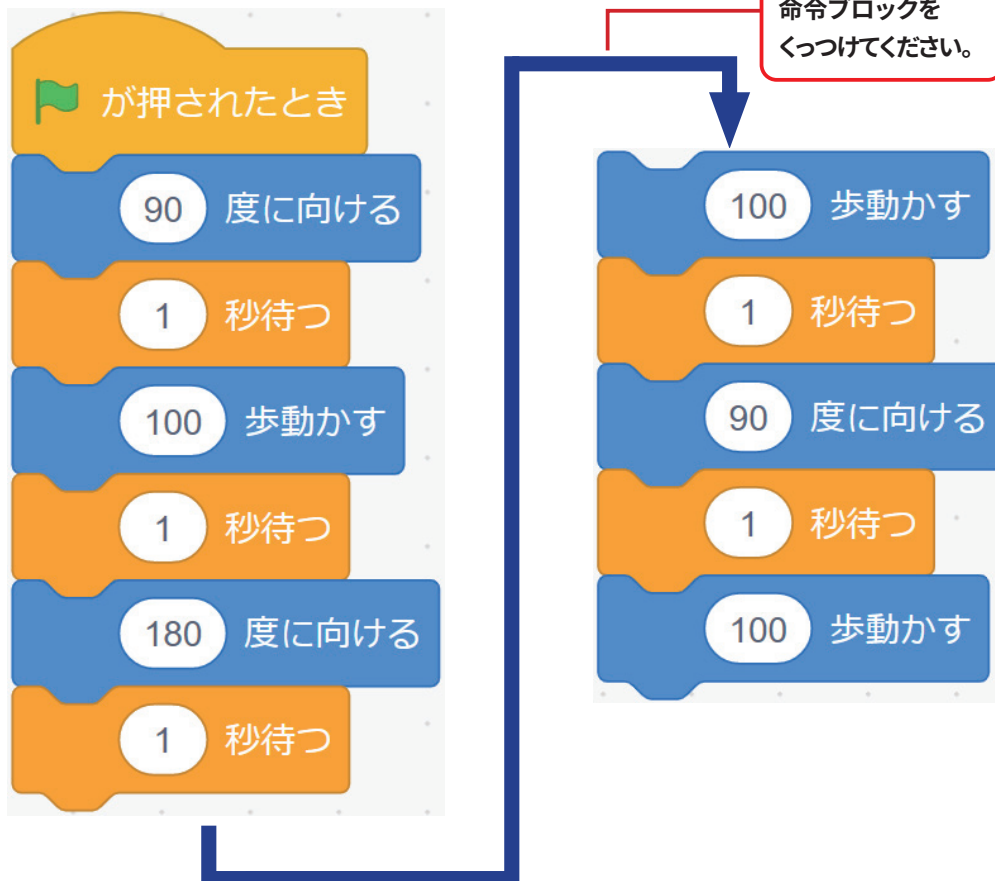 が押されたとき
90 度に向ける
1 秒待つ
100 歩動かす
1 秒待つ
180 度に向ける
1 秒待つ
命令ブロックを
くっつけてください。
100 歩動かす
1 秒待つ
90 度に向ける
1 秒待つ
100 歩動かす